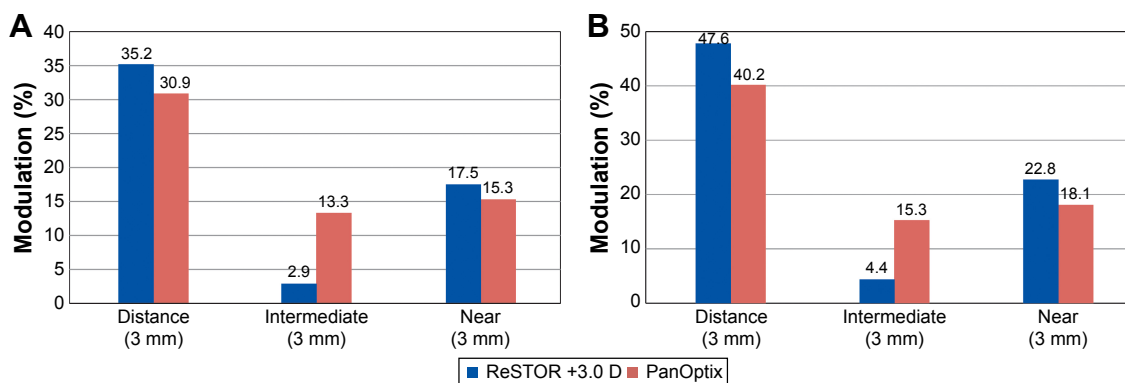 A
Modulation (%)
40
35
30
25
20
15
10
5
0
35.2
30.9
2.9
13.3
17.5
15.3
Distance
(3 mm)
Intermediate
(3 mm)
Near
(3 mm)
B
Modulation (%)
50
40
30
20
10
0
47.6
40.2
4.4
15.3
22.8
18.1
Distance
(3 mm)
Intermediate
(3 mm)
Near
(3 mm)
ReSTOR +3.0 D PanOptix